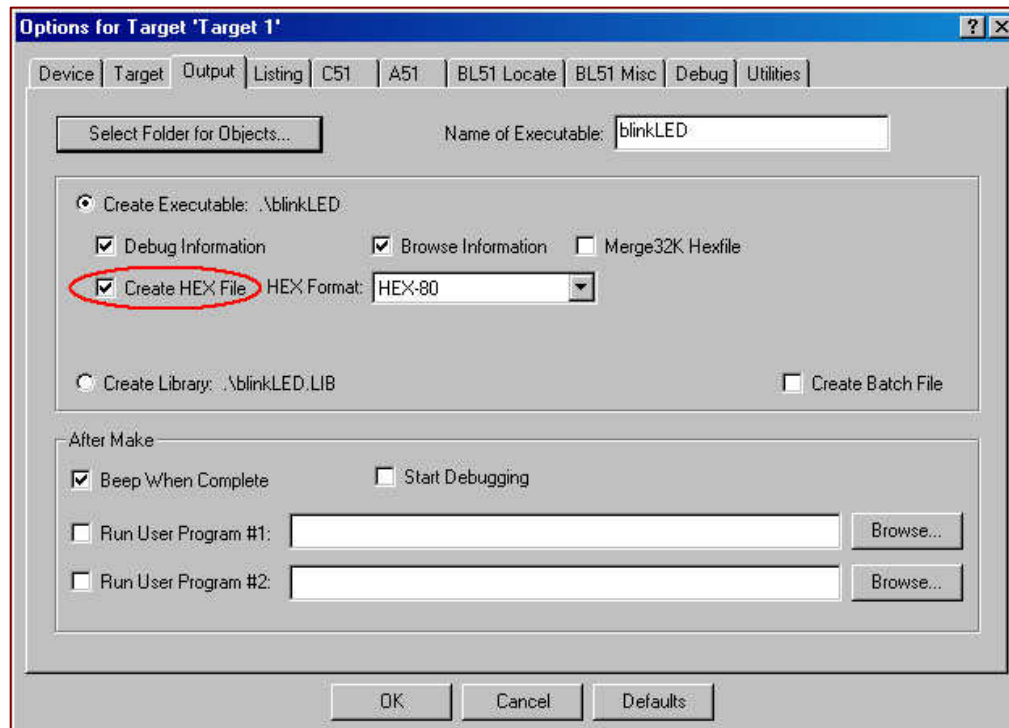 Options for Target 'Target 1'
Device Target Output Listing C51 A51 BL51 Locate BL51 Misc Debug Utilities
Select Folder for Objects... Name of Executable: blinkLED
Create Executable: .\blinkLED
Debug Information Browse Information Merge32K Hexfile
Create HEX File HEX Format: HEX-80
Create Library: .\blinkLED.LIB Create Batch File
After Make
Beep When Complete Start Debugging
Run User Program #1: Browse...
Run User Program #2: Browse...
OK Cancel Defaults